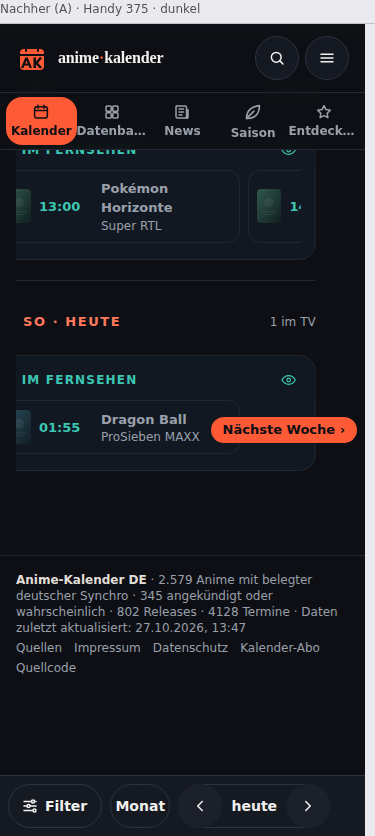 Nachher (A) · Handy 375 · dunkel
AK
anime·kalender
Kalender
Datenba…
News
Saison
Entdeck…
IM FERNSEHEN
13:00
Pokémon
Horizonte
Super RTL
SO · HEUTE
1 im TV
IM FERNSEHEN
01:55
Dragon Ball
ProSieben MAXX
Nächste Woche ›
Anime-Kalender DE · 2.579 Anime mit belegter
deutscher Synchro · 345 angekündigt oder
wahrscheinlich · 802 Releases · 4128 Termine · Daten
zuletzt aktualisiert: 27.10.2026, 13:47
Quellen Impressum Datenschutz Kalender-Abo
Quellcode
Filter
Monat
heute